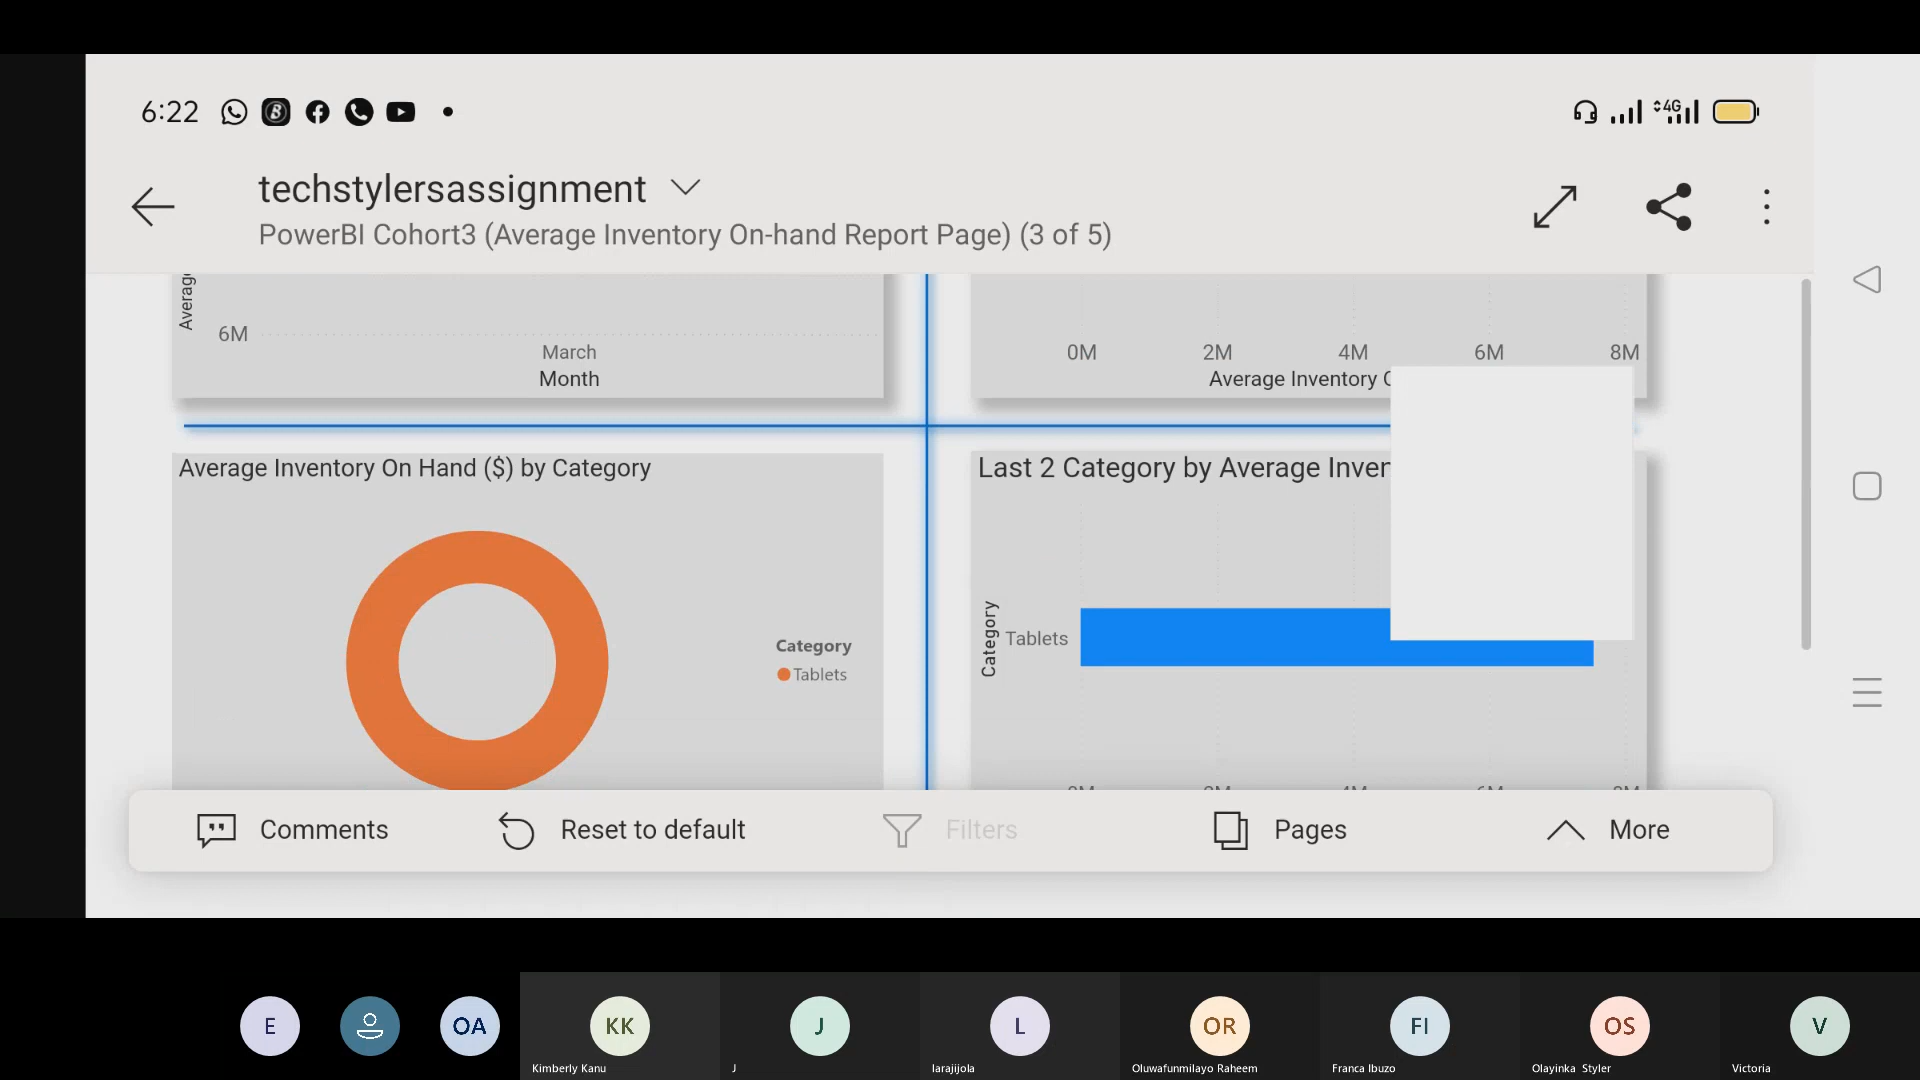 6:22
4G
techstylersassignment
PowerBI Cohort3 (Average Inventory On-hand Report Page) (3 of 5)
6M
March
Month
0M 2M 4M 6M 8M
Average Inventory
Average Inventory On Hand ($) by Category
Category
Tablets
Last 2 Category by Average Inven
Category
Tablets
Comments
Reset to default
Filters
Pages
More
E
OA
KK
Kimberly Kanu
J
J
L
larajijola
OR
Oluwafunmilayo Raheem
FI
Franca Ibuzo
OS
Olayinka Styler
V
Victoria